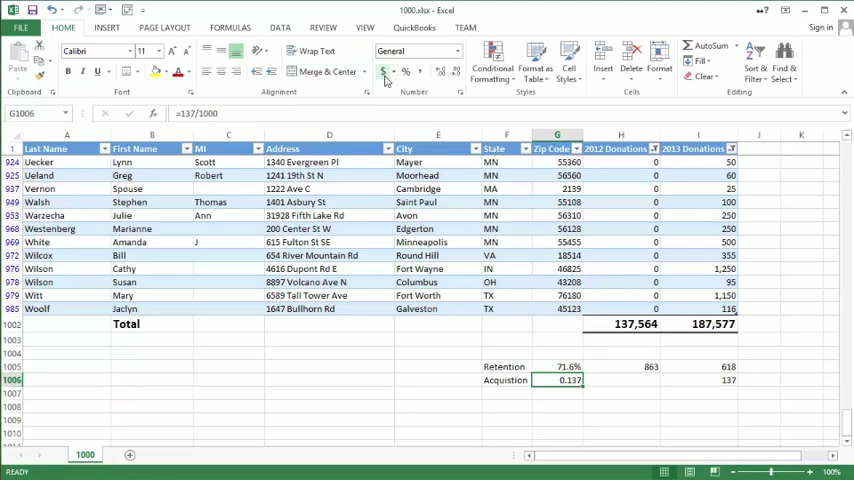 1000.xlsx - Excel
FILE HOME INSERT PAGE LAYOUT FORMULAS DATA REVIEW VIEW QuickBooks TEAM Sign in
Calibri 11 A A Wrap Text General AutoSum
Paste Fill
B I U A Merge & Center $ % , Conditional Formatting Format as Table Cell Styles Insert Delete Format Clear Sort & Filter Find & Select
Clipboard Font Alignment Number Styles Cells Editing
G1006 fx =137/1000
A B C D E F G H I J K
1 Last Name First Name MI Address City State Zip Code 2012 Donations 2013 Donations
924 Uecker Lynn Scott 1340 Evergreen Pl Mayer MN 55360 0 50
925 Ueland Greg Robert 1241 19th St N Moorhead MN 56560 0 60
937 Vernon Spouse 1222 Ave C Cambridge MA 2139 0 25
949 Walsh Stephen Thomas 1401 Asbury St Saint Paul MN 55108 0 100
953 Warzecha Julie Ann 31928 Fifth Lake Rd Avon MN 56310 0 250
968 Westenberg Marianne 200 Center St W Edgerton MN 56128 0 250
969 White Amanda J 615 Fulton St SE Minneapolis MN 55455 0 500
972 Wilcox Bill 654 River Mountain Rd Round Hill VA 18514 0 355
976 Wilson Cathy 4616 Dupont Rd E Fort Wayne IN 46825 0 1,250
978 Wilson Susan 8897 Volcano Ln Columbus OH 43208 0 95
979 Witt Mary 6589 Tall Tower Ave Fort Worth TX 76180 0 1,150
985 Woolf Jaclyn 1647 Bullhorn Rd Galveston TX 45123 0 116
1002 Total 137,564 187,577
1003
1004
1005 Retention 71.6% 863 618
1006 Acquistion 0.137 137
1007
1008
1009
1010
1000
READY 100%